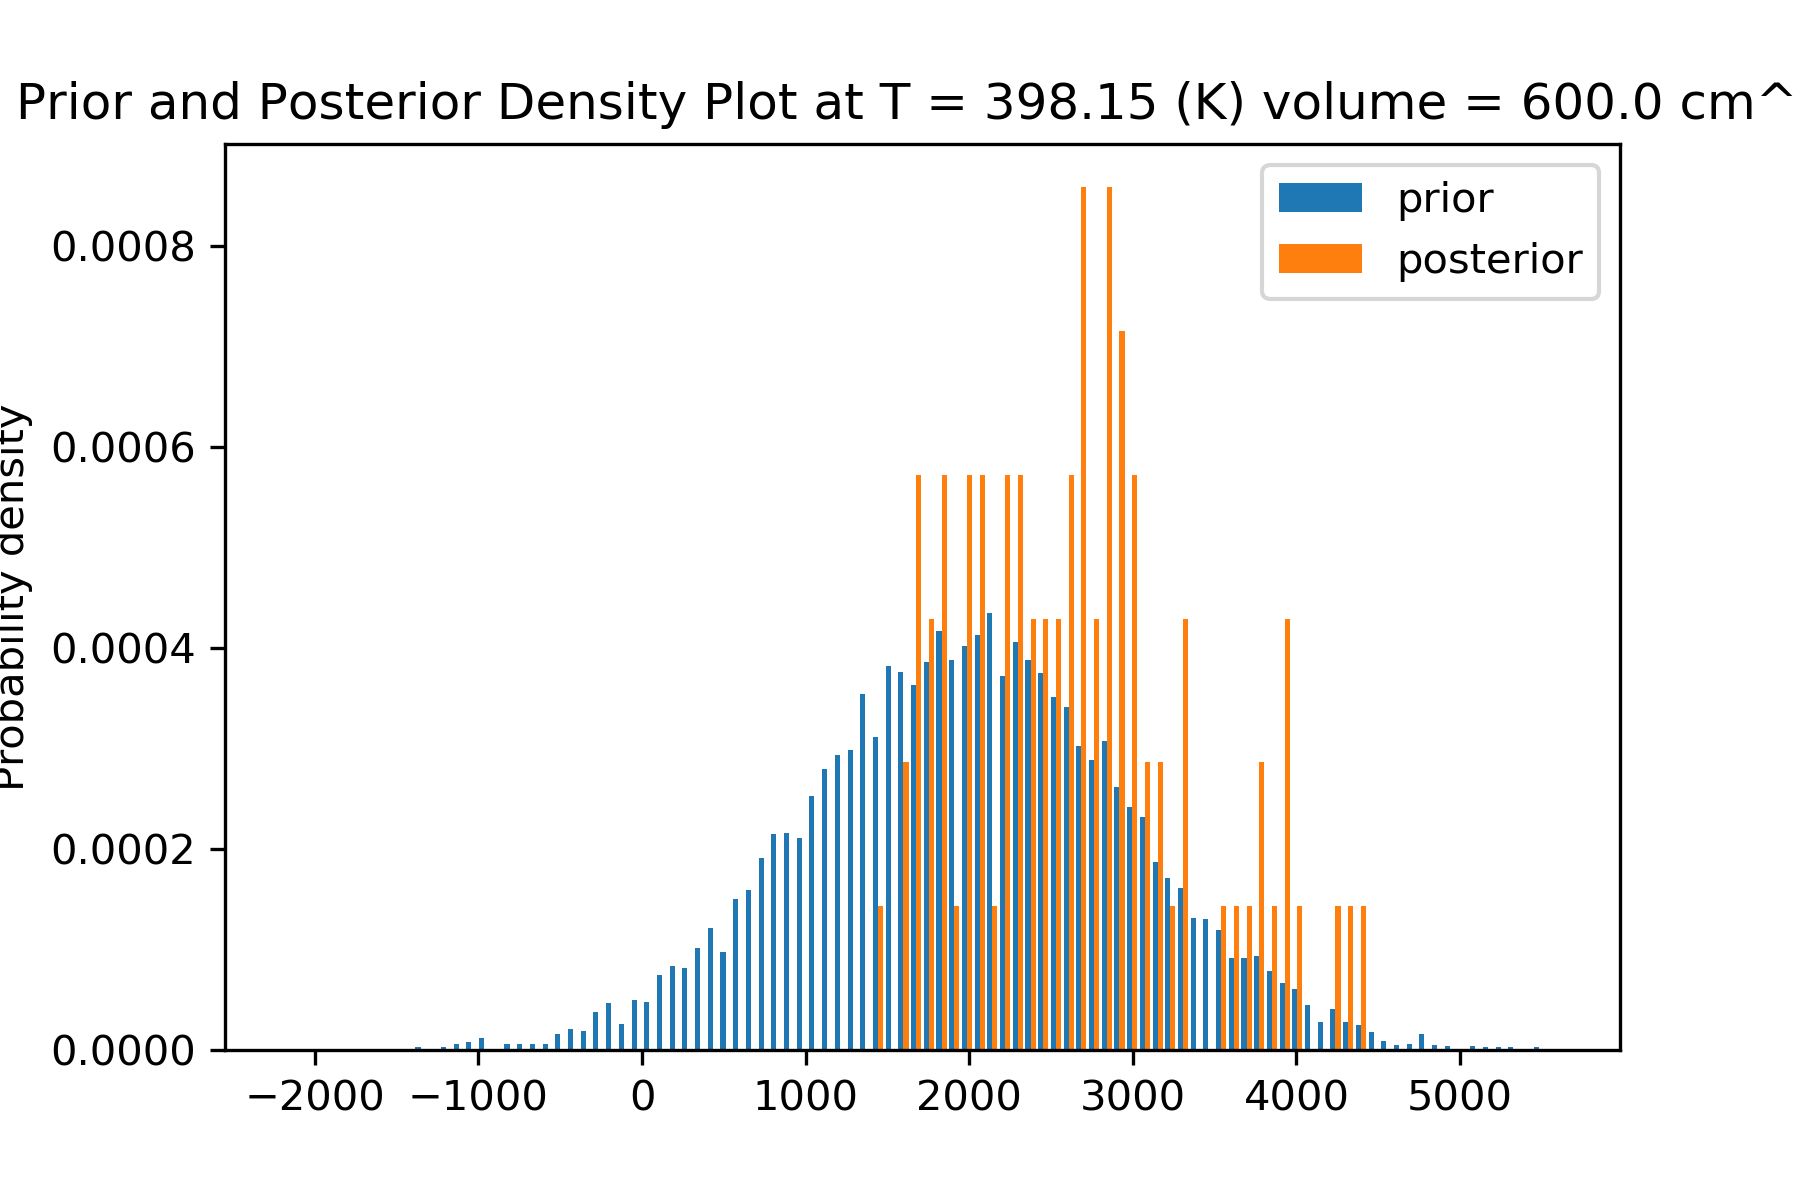 Prior and Posterior Density Plot at T = 398.15 (K) volume = 600.0 cm^
prior
posterior
Probability density
0.0008
0.0006
0.0004
0.0002
0.0000
−2000 −1000 0 1000 2000 3000 4000 5000